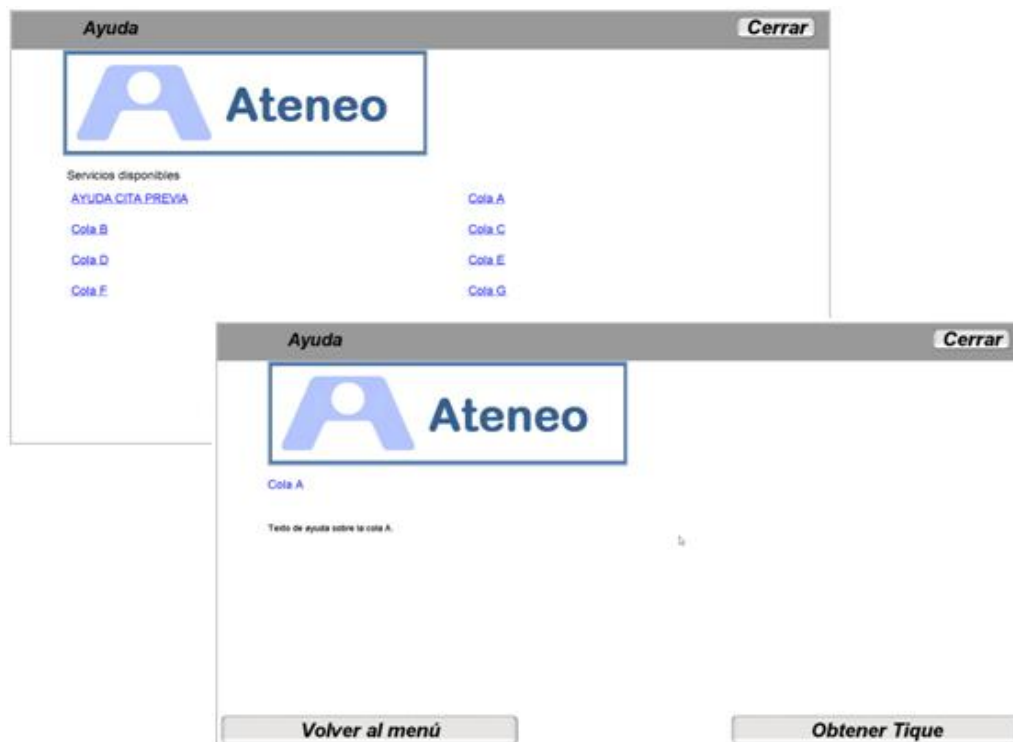 Ayuda Cerrar
Ateneo
Servicios disponibles
AYUDA CITA PREVIA Cola A
Cola B Cola C
Cola D Cola E
Cola F Cola G
Ayuda Cerrar
Ateneo
Cola A
Texto de ayuda sobre la cola A.
Volver al menú Obtener Tique